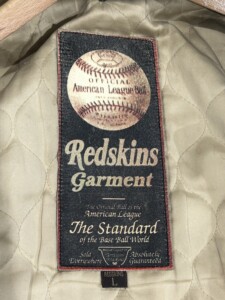 OFFICIAL
American League Ball
Redskins
Garment
The Official Ball of the
American League
The Standard
of the Base Ball World
Sold
Everywhere
Absolutely
Guaranteed
L